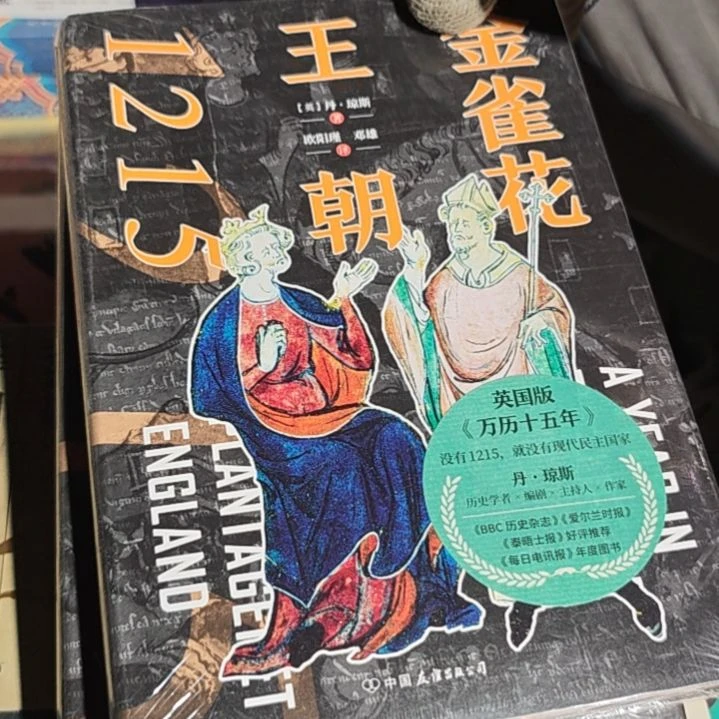 金雀花
王朝
1215
[英]丹·琼斯
著
欧阳瑾 邓雄
译
A YEAR IN
PLANTAGENET
ENGLAND
英国版
《万历十五年》
没有1215，就没有现代民主国家
丹·琼斯
历史学者×编剧×主持人×作家
《BBC历史杂志》《爱尔兰时报》
《泰晤士报》好评推荐
《每日电讯报》年度图书
中国友谊出版公司